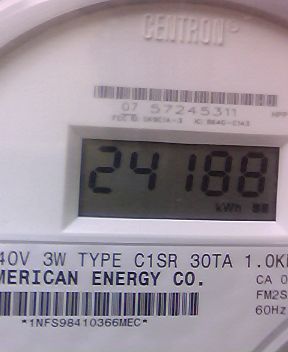 CENTRON®
07 57245311
24188
kWh 88
40V 3W TYPE C1SR 30TA 1.0K
MERICAN ENERGY CO.
CA 0
FM2S
60Hz
*1NFS98410366MEC*